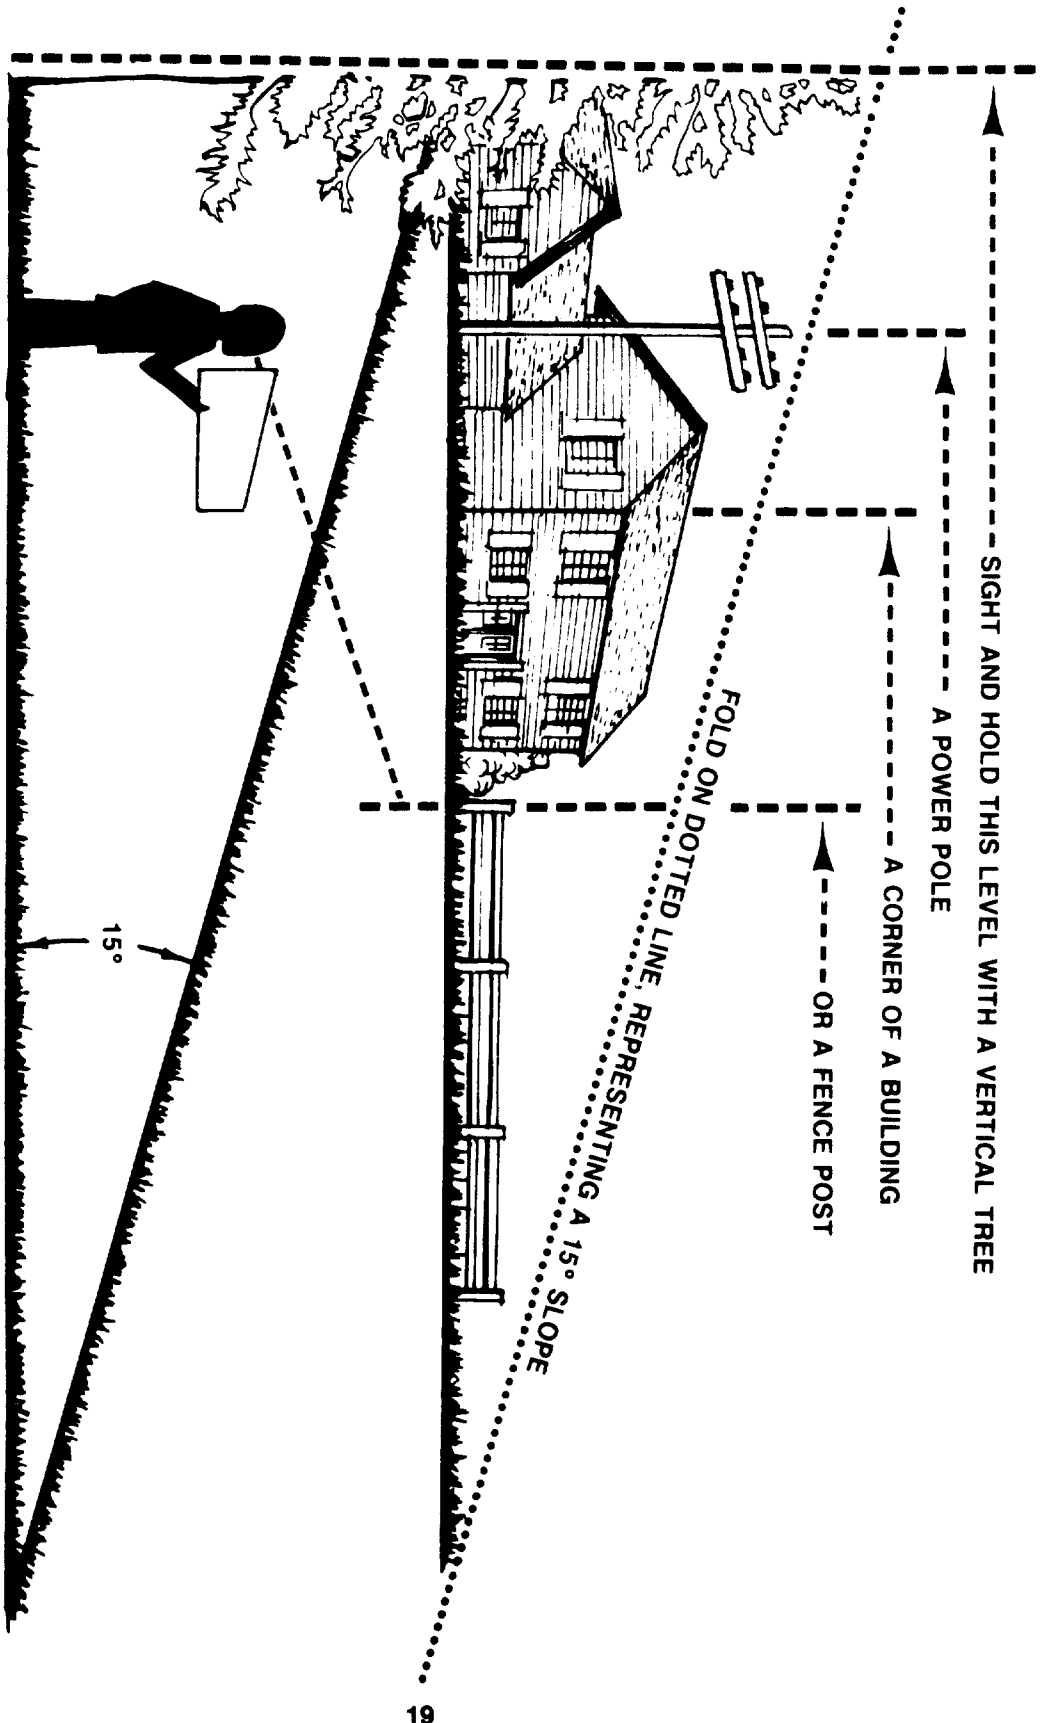 SIGHT AND HOLD THIS LEVEL WITH A VERTICAL TREE
A POWER POLE
A CORNER OF A BUILDING
OR A FENCE POST
FOLD ON DOTTED LINE, REPRESENTING A 15° SLOPE
15°
19